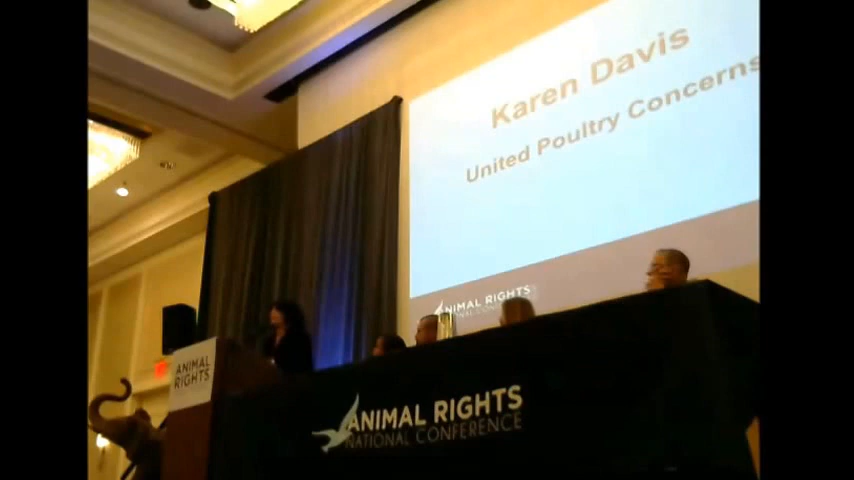 Karen Davis
United Poultry Concerns
ANIMAL RIGHTS
NATIONAL CONFERENCE
ANIMAL
RIGHTS
ANIMAL RIGHTS
NATIONAL CONFERENCE